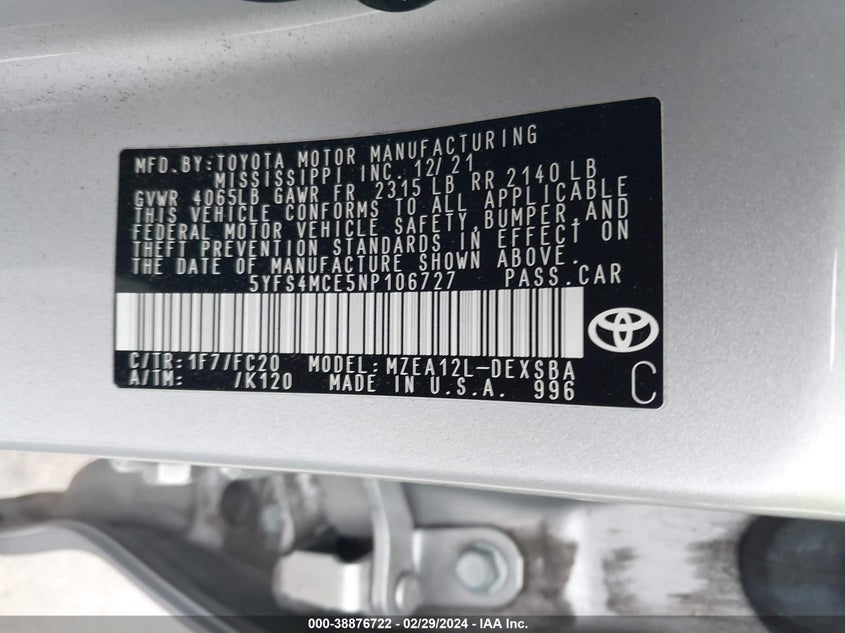 MFD.BY:TOYOTA MOTOR MANUFACTURING
MISSISSIPPI INC. 12/21
GVWR 4065LB GAWR FR 2315 LB RR 2140 LB
THIS VEHICLE CONFORMS TO ALL APPLICABLE
FEDERAL MOTOR VEHICLE SAFETY,BUMPER,AND
THEFT PREVENTION STANDARDS IN EFFECT ON
THE DATE OF MANUFACTURE SHOWN ABOVE.
5YFS4MCE5NP106727 PASS.CAR
C/TR:1F7/FC20 MODEL:MZEA12L-DEXSBA
A/TM: /K120 MADE IN U.S.A. 996 C
000-38876722 - 02/29/2024 - IAA Inc.